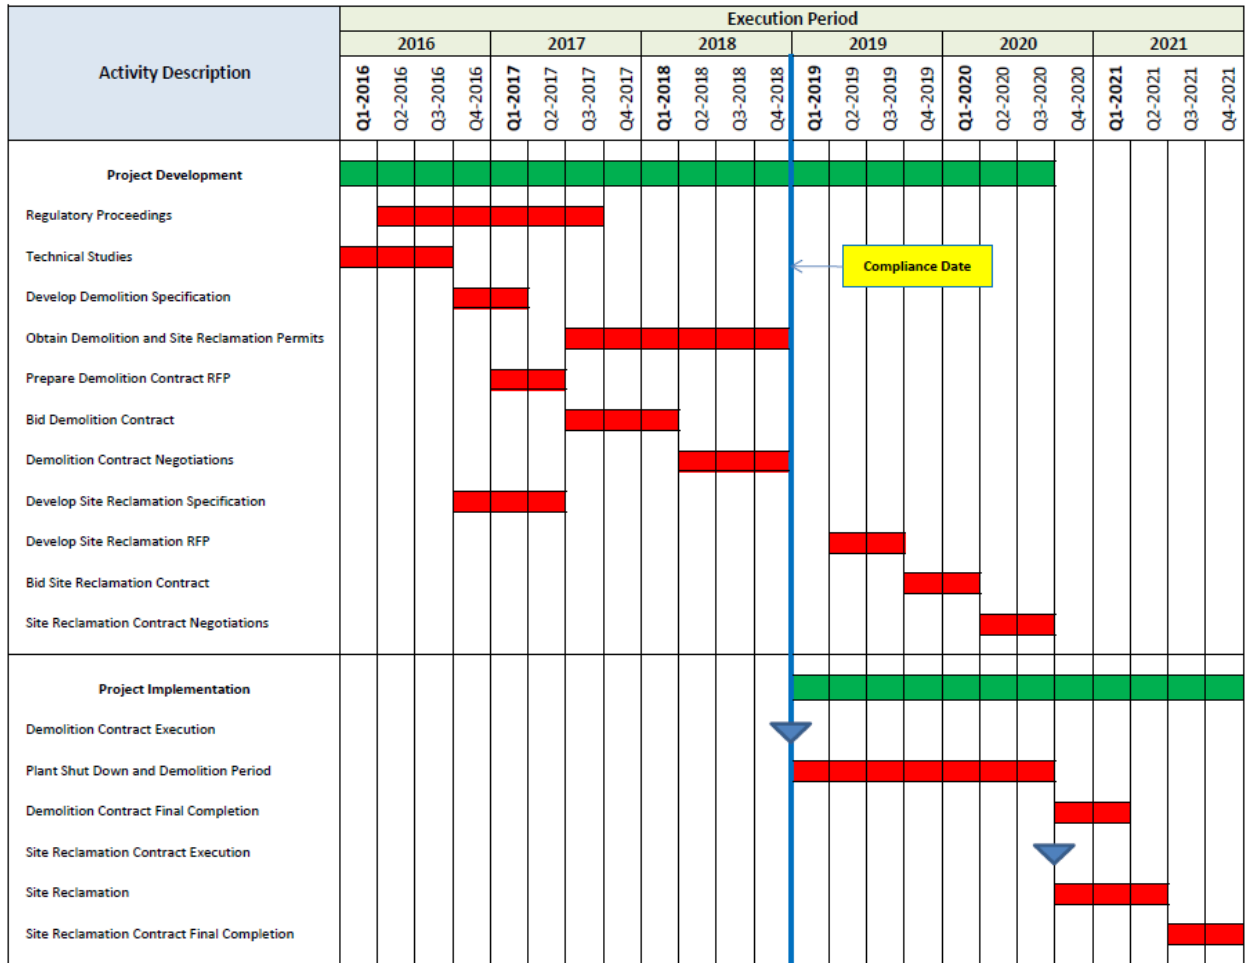 Execution Period
Activity Description
2016 2017 2018 2019 2020 2021
Q1-2016 Q2-2016 Q3-2016 Q4-2016 Q1-2017 Q2-2017 Q3-2017 Q4-2017 Q1-2018 Q2-2018 Q3-2018 Q4-2018 Q1-2019 Q2-2019 Q3-2019 Q4-2019 Q1-2020 Q2-2020 Q3-2020 Q4-2020 Q1-2021 Q2-2021 Q3-2021 Q4-2021
Project Development
Regulatory Proceedings
Technical Studies
Compliance Date
Develop Demolition Specification
Obtain Demolition and Site Reclamation Permits
Prepare Demolition Contract RFP
Bid Demolition Contract
Demolition Contract Negotiations
Develop Site Reclamation Specification
Develop Site Reclamation RFP
Bid Site Reclamation Contract
Site Reclamation Contract Negotiations
Project Implementation
Demolition Contract Execution
Plant Shut Down and Demolition Period
Demolition Contract Final Completion
Site Reclamation Contract Execution
Site Reclamation
Site Reclamation Contract Final Completion